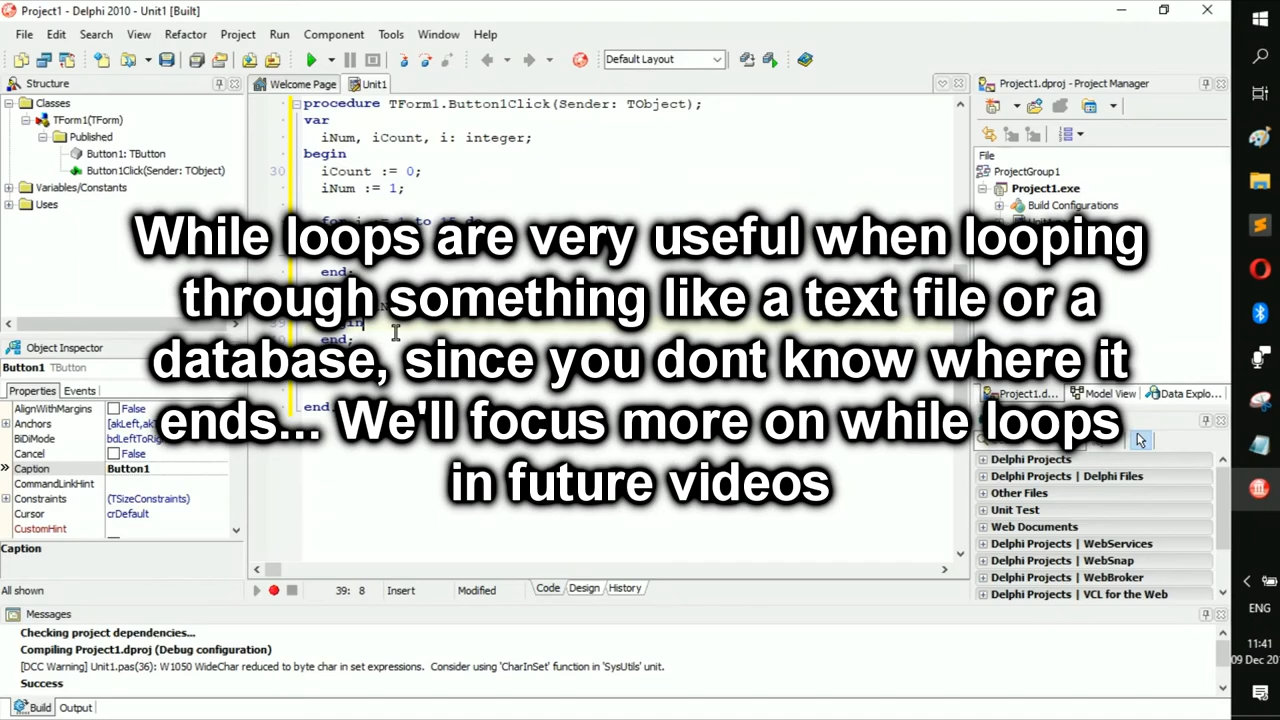 Project1 - Delphi 2010 - Unit1 [Built]
File Edit Search View Refactor Project Run Component Tools Window Help
Default Layout
Structure
Classes
TForm1(TForm)
Published
Button1: TButton
Button1Click(Sender: TObject)
Variables/Constants
Uses
Welcome Page Unit1
procedure TForm1.Button1Click(Sender: TObject);
var
iNum, iCount, i: integer;
begin
30 iCount := 0;
iNum := 1;
end;
end;
end
While loops are very useful when looping
through something like a text file or a
database, since you dont know where it
ends... We'll focus more on while loops
in future videos
Project1.dproj - Project Manager
File
ProjectGroup1
Project1.exe
Build Configurations
Object Inspector
Button1 TButton
Properties Events
AlignWithMargins False
Anchors [akLeft,ak
BiDiMode bdLeftToRig
Cancel False
Caption Button1
CommandLinkHint
Constraints (TSizeConstraints)
Cursor crDefault
CustomHint
Caption
All shown
39: 8 Insert Modified Code Design History
Project1.d... Model View Data Explo...
Delphi Projects
Delphi Projects | Delphi Files
Other Files
Unit Test
Web Documents
Delphi Projects | WebServices
Delphi Projects | WebSnap
Delphi Projects | WebBroker
Delphi Projects | VCL for the Web
Messages
Checking project dependencies...
Compiling Project1.dproj (Debug configuration)
[DCC Warning] Unit1.pas(36): W1050 WideChar reduced to byte char in set expressions. Consider using 'CharInSet' function in 'SysUtils' unit.
Success
Build Output
ENG
11:41
09 Dec 20